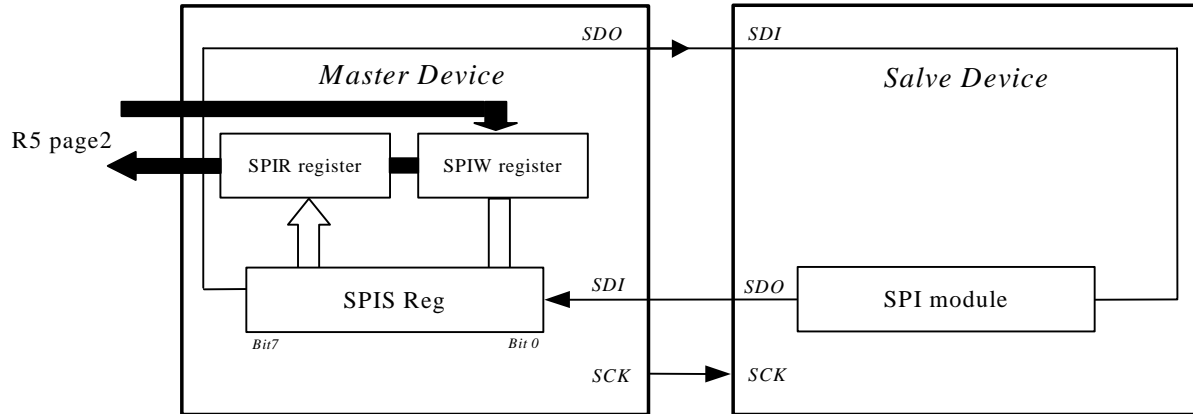 SDO
SDI
Master Device
Salve Device
R5 page2
SPIR register
SPIW register
SPIS Reg
SDI
SDO
SPI module
Bit7
Bit 0
SCK
SCK